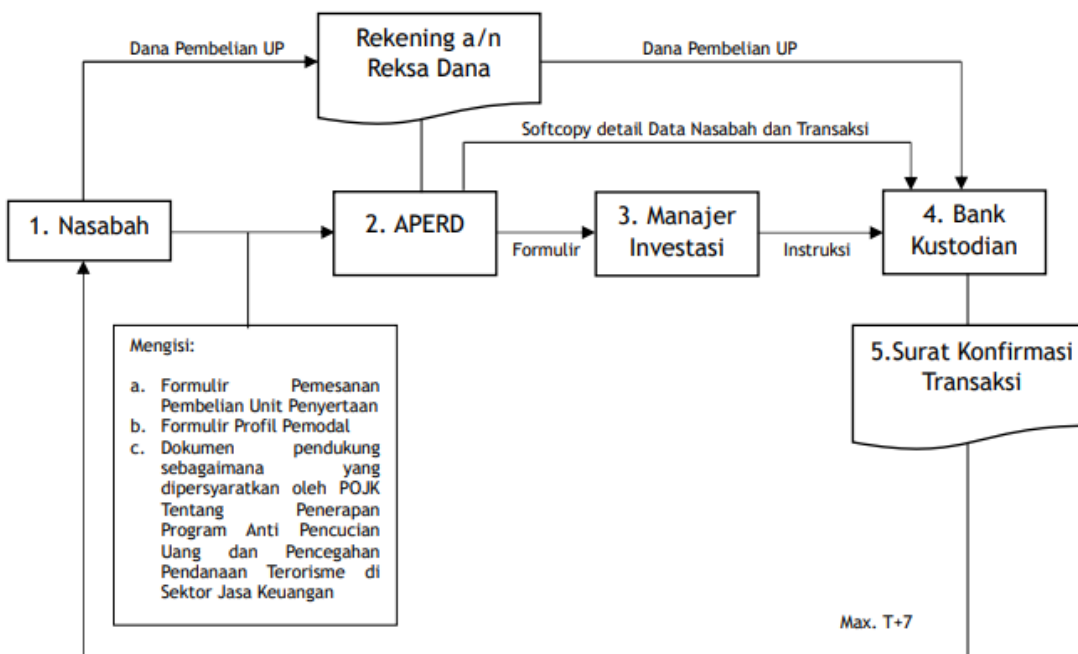 Dana Pembelian UP
Rekening a/n
Reksa Dana
Dana Pembelian UP
Softcopy detail Data Nasabah dan Transaksi
1. Nasabah
2. APERD
Formulir
3. Manajer
Investasi
Instruksi
4. Bank
Kustodian
Mengisi:
a. Formulir Pemesanan
Pembelian Unit Penyertaan
b. Formulir Profil Pemodal
c. Dokumen pendukung
sebagaimana yang
dipersyaratkan oleh POJK
Tentang Penerapan
Program Anti Pencucian
Uang dan Pencegahan
Pendanaan Terorisme di
Sektor Jasa Keuangan
5.Surat Konfirmasi
Transaksi
Max. T+7